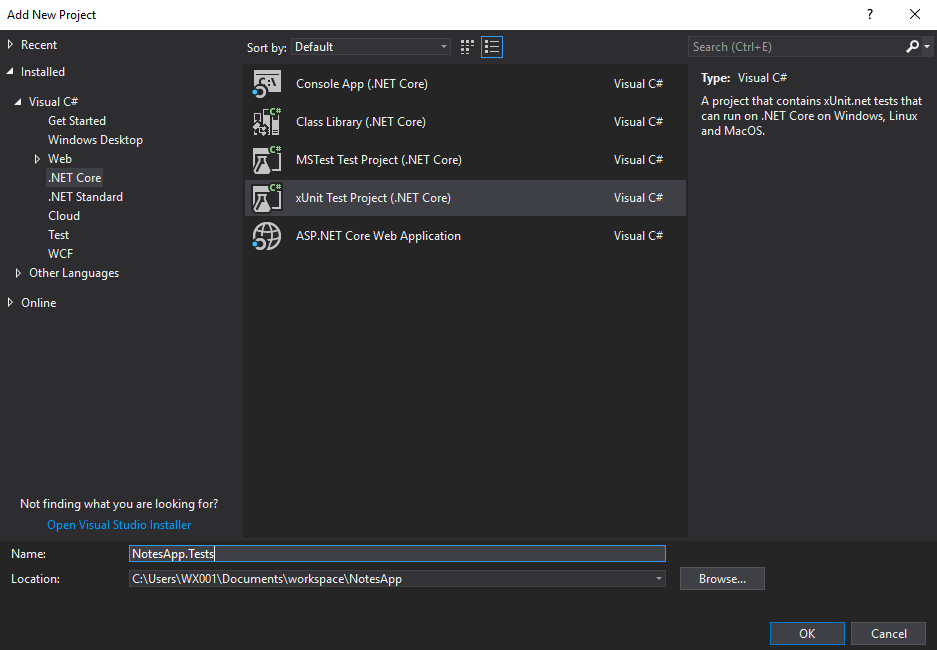 Add New Project
?
Recent
Installed
Visual C#
Get Started
Windows Desktop
Web
.NET Core
.NET Standard
Cloud
Test
WCF
Other Languages
Online
Not finding what you are looking for?
Open Visual Studio Installer
Sort by: Default
Console App (.NET Core) Visual C#
Class Library (.NET Core) Visual C#
MSTest Test Project (.NET Core) Visual C#
xUnit Test Project (.NET Core) Visual C#
ASP.NET Core Web Application Visual C#
Search (Ctrl+E)
Type: Visual C#
A project that contains xUnit.net tests that
can run on .NET Core on Windows, Linux
and MacOS.
Name: NotesApp.Tests
Location: C:\Users\WX001\Documents\workspace\NotesApp
Browse...
OK Cancel